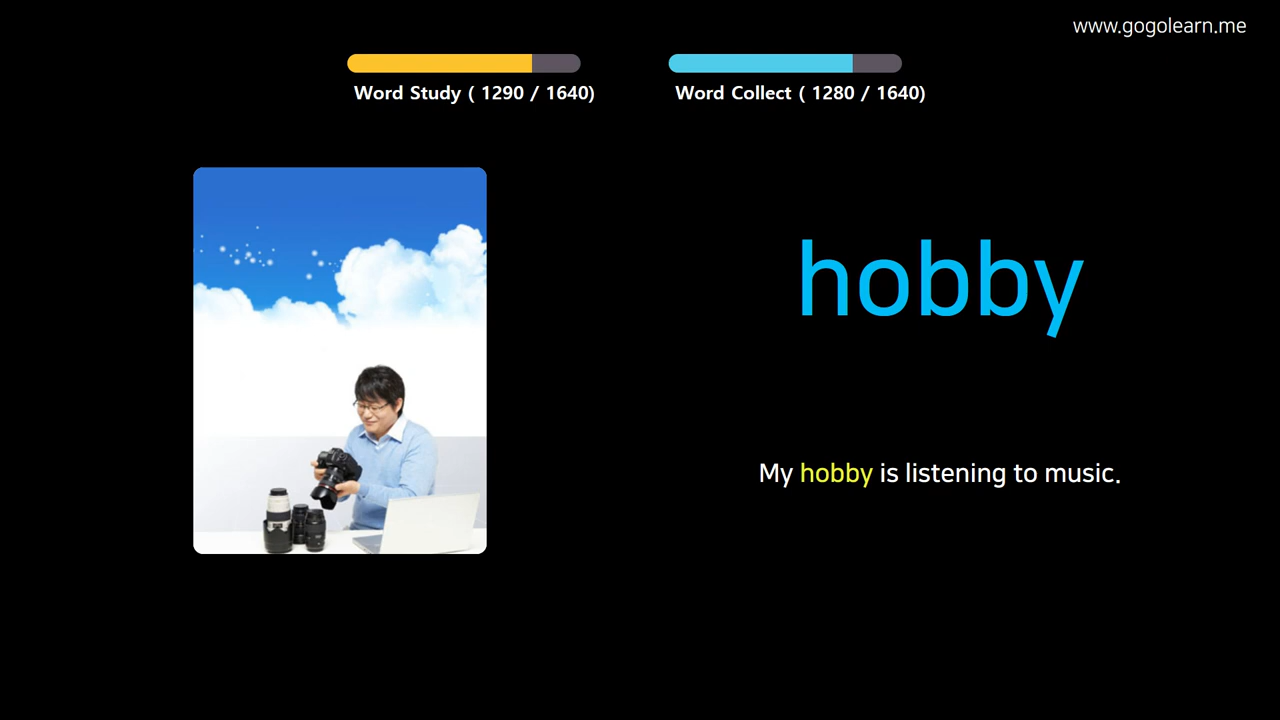 www.gogolearn.me
Word Study ( 1290 / 1640)
Word Collect ( 1280 / 1640)
hobby
My hobby is listening to music.